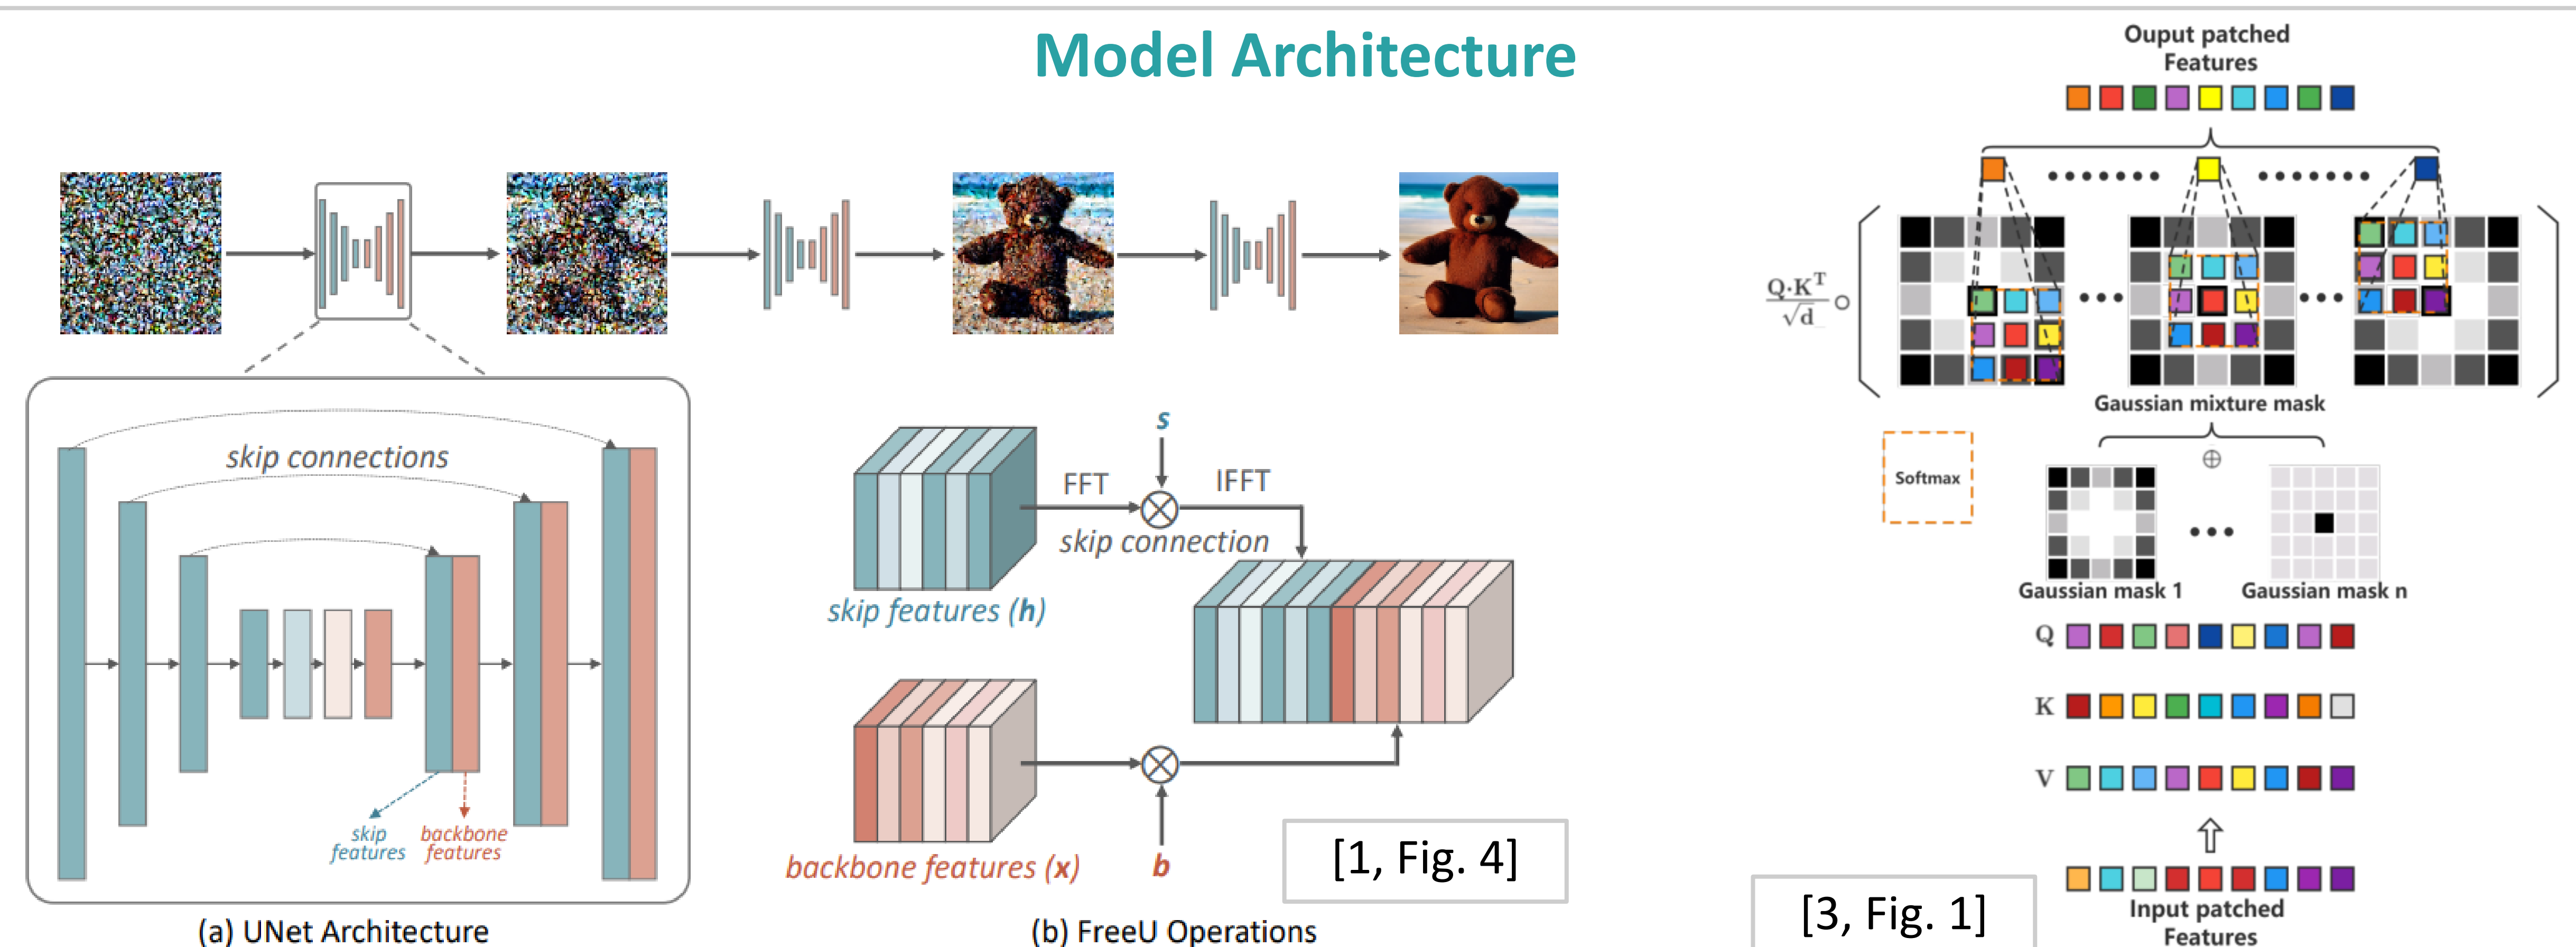 Model Architecture
skip connections
skip
features
backbone
features
(a) UNet Architecture
s
FFT
IFFT
skip connection
skip features (h)
backbone features (x)
b
[1, Fig. 4]
(b) FreeU Operations
Ouput patched
Features
Q·K^T
√d
Gaussian mixture mask
⊕
Softmax
Gaussian mask 1
Gaussian mask n
Q
K
V
[3, Fig. 1]
Input patched
Features